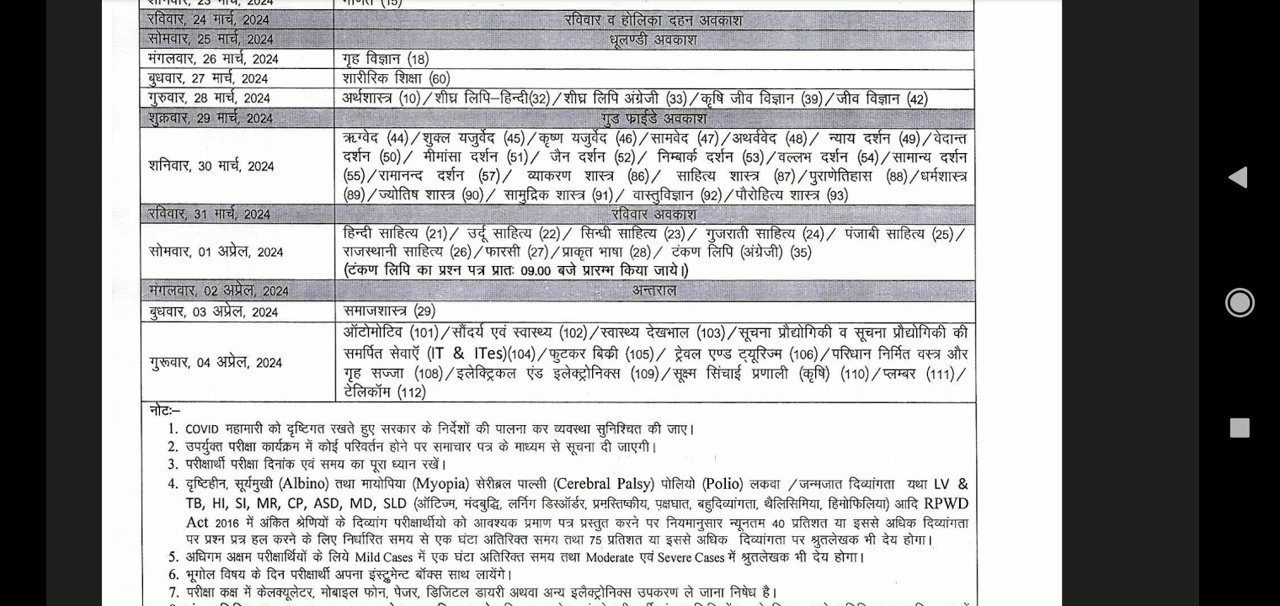 शनिवार, 23 मार्च, 2024 गणित (15)
रविवार, 24 मार्च, 2024 रविवार व होलिका दहन अवकाश
सोमवार, 25 मार्च, 2024 धूलण्डी अवकाश
मंगलवार, 26 मार्च, 2024 गृह विज्ञान (18)
बुधवार, 27 मार्च, 2024 शारीरिक शिक्षा (60)
गुरुवार, 28 मार्च, 2024 अर्थशास्त्र (10)/शीघ्र लिपि–हिन्दी(32)/शीघ्र लिपि अंग्रेजी (33)/कृषि जीव विज्ञान (39)/जीव विज्ञान (42)
शुक्रवार, 29 मार्च, 2024 गुड फ्राईडे अवकाश
शनिवार, 30 मार्च, 2024 ऋग्वेद (44)/शुक्ल यजुर्वेद (45)/कृष्ण यजुर्वेद (46)/सामवेद (47)/अथर्ववेद (48)/ न्याय दर्शन (49)/वेदान्त
दर्शन (50)/ मीमांसा दर्शन (51)/ जैन दर्शन (52)/ निम्बार्क दर्शन (53)/वल्लभ दर्शन (54)/सामान्य दर्शन
(55)/रामानन्द दर्शन (57)/ व्याकरण शास्त्र (86)/ साहित्य शास्त्र (87)/पुराणेतिहास (88)/धर्मशास्त्र
(89)/ज्योतिष शास्त्र (90)/ सामुद्रिक शास्त्र (91)/ वास्तुविज्ञान (92)/पौरोहित्य शास्त्र (93)
रविवार, 31 मार्च, 2024 रविवार अवकाश
सोमवार, 01 अप्रेल, 2024 हिन्दी साहित्य (21)/ उर्दू साहित्य (22)/ सिन्धी साहित्य (23)/ गुजराती साहित्य (24)/ पंजाबी साहित्य (25)/
राजस्थानी साहित्य (26)/फारसी (27)/प्राकृत भाषा (28)/ टंकण लिपि (अंग्रेजी) (35)
(टंकण लिपि का प्रश्न पत्र प्रातः 09.00 बजे प्रारम्भ किया जाये।)
मंगलवार, 02 अप्रेल, 2024 अन्तराल
बुधवार, 03 अप्रेल, 2024 समाजशास्त्र (29)
गुरूवार, 04 अप्रेल, 2024 ऑटोमोटिव (101)/सौंदर्य एवं स्वास्थ्य (102)/स्वास्थ्य देखभाल (103)/सूचना प्रौद्योगिकी व सूचना प्रौद्योगिकी की
समर्पित सेवाऍ (IT & ITes)(104)/फुटकर बिकी (105)/ ट्रेवल एण्ड ट्यूरिज्म (106)/परिधान निर्मित वस्त्र और
गृह सज्जा (108)/इलेक्ट्रिकल एंड इलेक्ट्रोनिक्स (109)/सूक्ष्म सिंचाई प्रणाली (कृषि) (110)/प्लम्बर (111)/
टेलिकॉम (112)
नोटः–
1. COVID महामारी को दृष्टिगत रखते हुए सरकार के निर्देशों की पालना कर व्यवस्था सुनिश्चित की जाए।
2. उपर्युक्त परीक्षा कार्यक्रम में कोई परिवर्तन होने पर समाचार पत्र के माध्यम से सूचना दी जाएगी।
3. परीक्षार्थी परीक्षा दिनांक एवं समय का पूरा ध्यान रखें।
4. दृष्टिहीन, सूर्यमुखी (Albino) तथा मायोपिया (Myopia) सेरीब्रल पाल्सी (Cerebral Palsy) पोलियो (Polio) लकवा /जन्मजात दिव्यांगता यथा LV &
TB, HI, SI, MR, CP, ASD, MD, SLD (ऑटिज्म, मंदबुद्धि, लर्निंग डिस्ऑर्डर, प्रमस्तिष्कीय, पक्षघात, बहुदिव्यांगता, थैलिसिमिया, हिमोफिलिया) आदि RPWD
Act 2016 में अंकित श्रेणियों के दिव्यांग परीक्षार्थीयो को आवश्यक प्रमाण पत्र प्रस्तुत करने पर नियमानुसार न्यूनतम 40 प्रतिशत या इससे अधिक दिव्यांगता
पर प्रश्न प्रत्र हल करने के लिए निर्धारित समय से एक घंटा अतिरिक्त समय तथा 75 प्रतिशत या इससे अधिक दिव्यांगता पर श्रुतलेखक भी देय होगा।
5. अधिगम अक्षम परीक्षार्थियों के लिये Mild Cases में एक घंटा अतिरिक्त समय तथा Moderate एवं Severe Cases में श्रुतलेखक भी देय होगा।
6. भूगोल विषय के दिन परीक्षार्थी अपना इंस्ट्रूमेन्ट बॉक्स साथ लायेंगे।
7. परीक्षा कक्ष में केलक्यूलेटर, मोबाइल फोन, पेजर, डिजिटल डायरी अथवा अन्य इलैक्ट्रोनिक्स उपकरण ले जाना निषेध है।